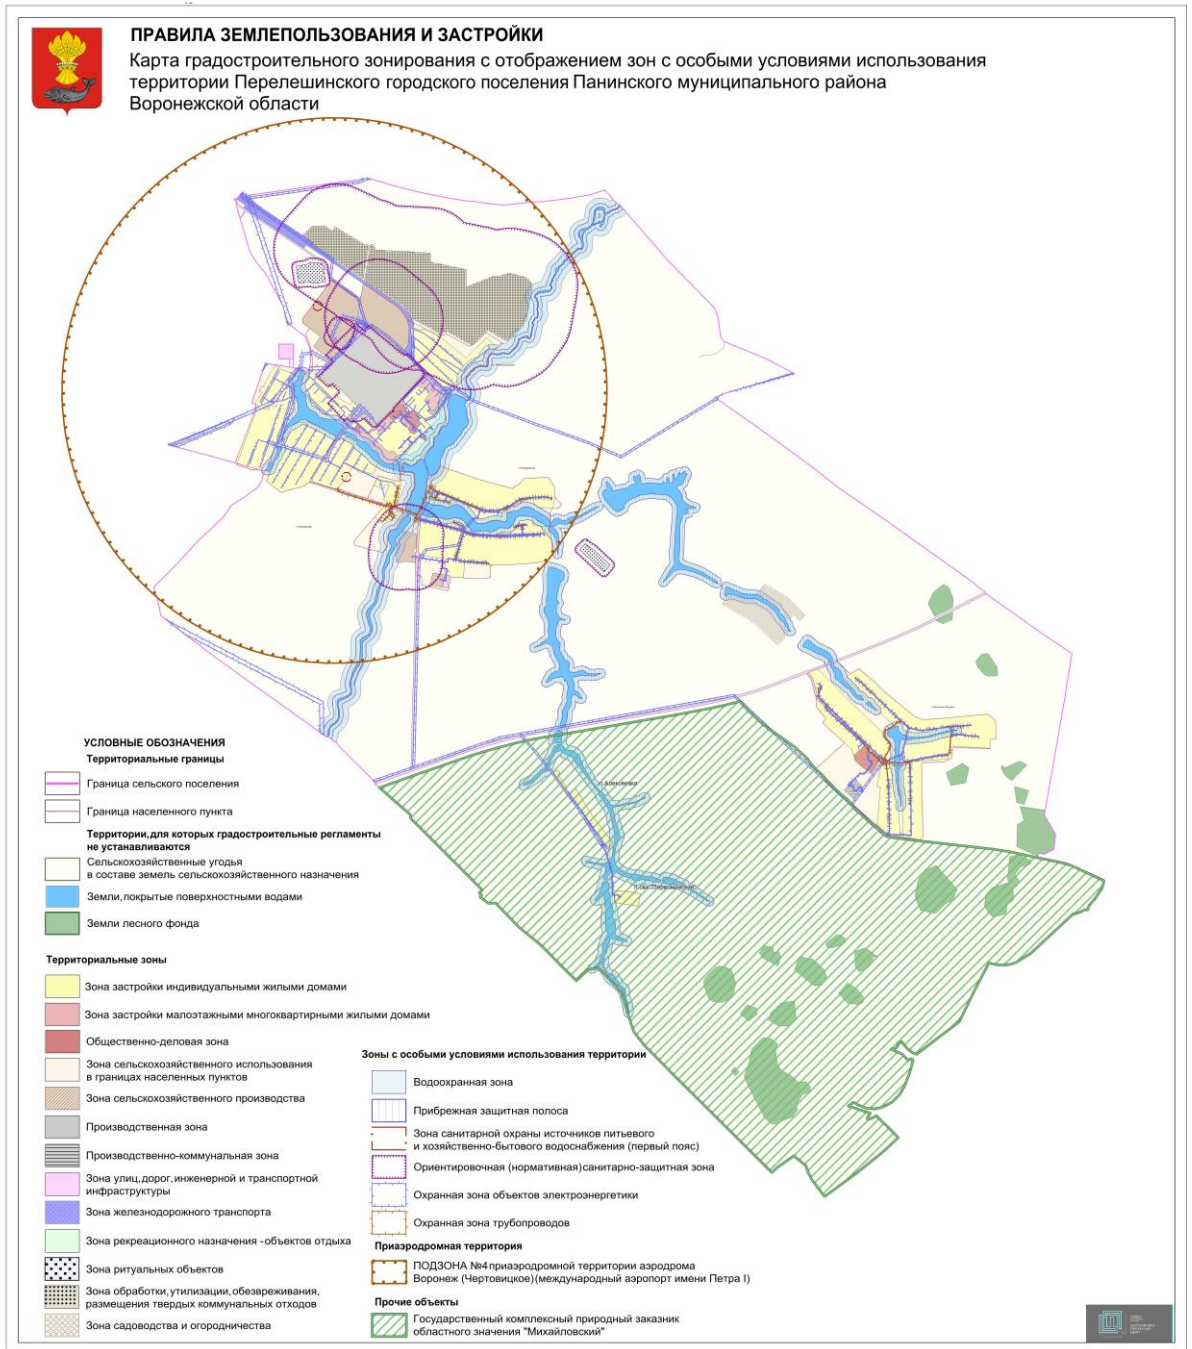 ПРАВИЛА ЗЕМЛЕПОЛЬЗОВАНИЯ И ЗАСТРОЙКИ
Карта градостроительного зонирования с отображением зон с особыми условиями использования
территории Перелешинского городского поселения Панинского муниципального района
Воронежской области
п.Алексеевка
УСЛОВНЫЕ ОБОЗНАЧЕНИЯ
Территориальные границы
Граница сельского поселения
Граница населенного пункта
Территории,для которых градостроительные регламенты
не устанавливаются
Сельскохозяйственные угодья
в составе земель сельскохозяйственного назначения
Земли,покрытые поверхностными водами
Земли лесного фонда
Территориальные зоны
Зона застройки индивидуальными жилыми домами
Зона застройки малоэтажными многоквартирными жилыми домами
Общественно-деловая зона
Зона сельскохозяйственного использования
в границах населенных пунктов
Зона сельскохозяйственного производства
Производственная зона
Производственно-коммунальная зона
Зона улиц,дорог,инженерной и транспортной
инфраструктуры
Зона железнодорожного транспорта
Зона рекреационного назначения -объектов отдыха
Зона ритуальных объектов
Зона обработки,утилизации,обезвреживания,
размещения твердых коммунальных отходов
Зона садоводства и огородничества
Зоны с особыми условиями использования территории
Водоохранная зона
Прибрежная защитная полоса
Зона санитарной охраны источников питьевого
и хозяйственно-бытового водоснабжения (первый пояс)
Ориентировочная (нормативная)санитарно-защитная зона
Охранная зона объектов электроэнергетики
Охранная зона трубопроводов
Приаэродромная территория
ПОДЗОНА №4приаэродромной территории аэродрома
Воронеж (Чертовицкое)(международный аэропорт имени Петра I)
Прочие объекты
Государственный комплексный природный заказник
областного значения "Михайловский"